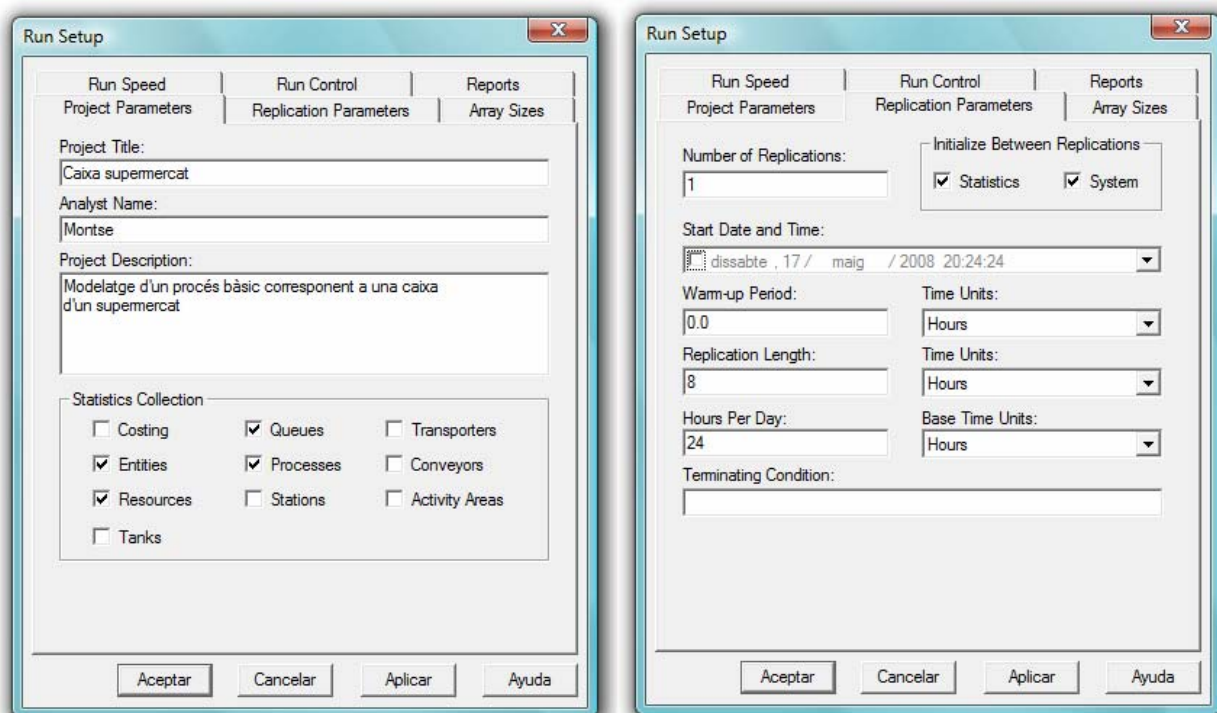 Run Setup
Run Speed Run Control Reports
Project Parameters Replication Parameters Array Sizes
Project Title:
Caixa supermercat
Analyst Name:
Montse
Project Description:
Modelatge d'un procés bàsic corresponent a una caixa
d'un supermercat
Statistics Collection
Costing Queues Transporters
Entities Processes Conveyors
Resources Stations Activity Areas
Tanks
Aceptar Cancelar Aplicar Ayuda
Run Setup
Run Speed Run Control Reports
Project Parameters Replication Parameters Array Sizes
Number of Replications:
1
Initialize Between Replications
Statistics System
Start Date and Time:
dissabte , 17 / maig / 2008 20:24:24
Warm-up Period: Time Units:
0.0 Hours
Replication Length: Time Units:
8 Hours
Hours Per Day: Base Time Units:
24 Hours
Terminating Condition:
Aceptar Cancelar Aplicar Ayuda